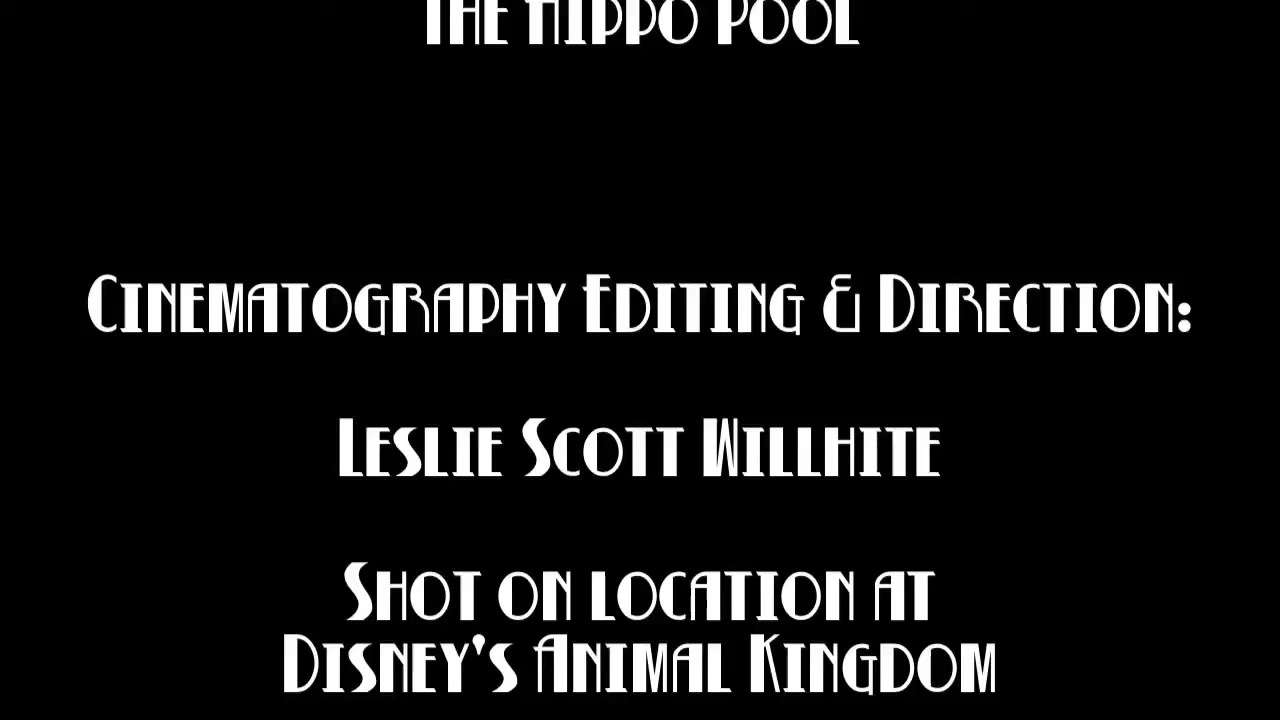 The Hippo Pool
Cinematography Editing & Direction:
Leslie Scott Willhite
Shot on location at
Disney's Animal Kingdom